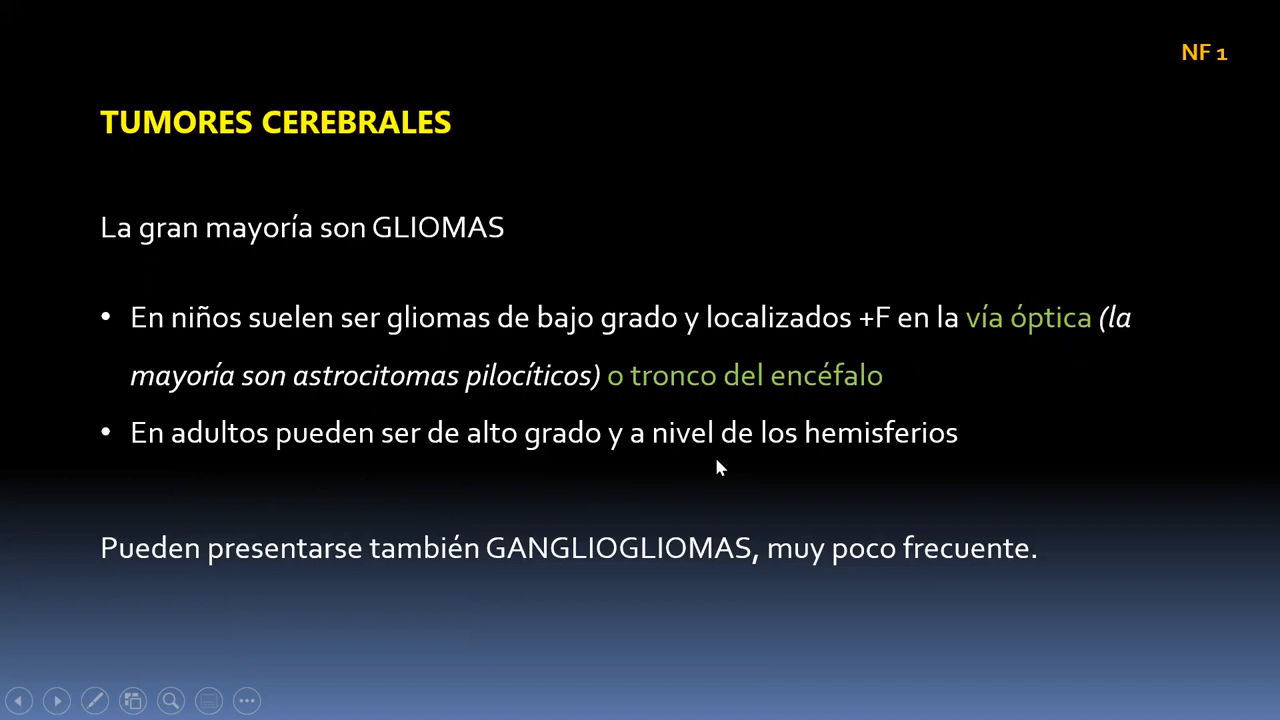 NF 1
TUMORES CEREBRALES
La gran mayoría son GLIOMAS
• En niños suelen ser gliomas de bajo grado y localizados +F en la vía óptica (la
mayoría son astrocitomas pilocíticos) o tronco del encéfalo
• En adultos pueden ser de alto grado y a nivel de los hemisferios
Pueden presentarse también GANGLIOGLIOMAS, muy poco frecuente.